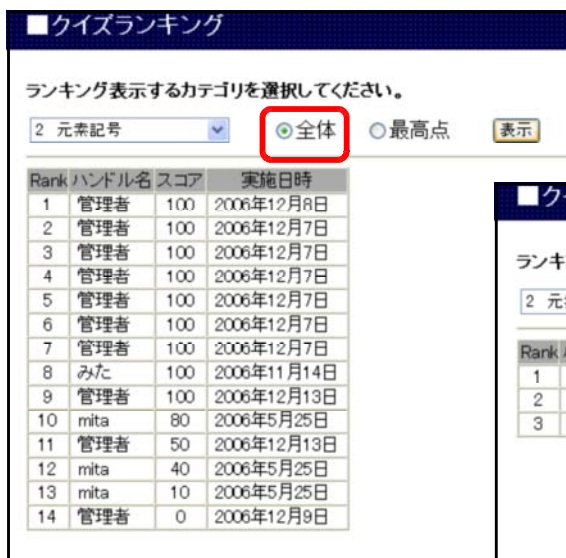 ■クイズランキング
ランキング表示するカテゴリを選択してください。
2 元素記号 全体 最高点 表示
Rank ハンドル名 スコア 実施日時
1 管理者 100 2006年12月8日
2 管理者 100 2006年12月7日
3 管理者 100 2006年12月7日
4 管理者 100 2006年12月7日
5 管理者 100 2006年12月7日
6 管理者 100 2006年12月7日
7 管理者 100 2006年12月7日
8 みた 100 2006年11月14日
9 管理者 100 2006年12月13日
10 mita 80 2006年5月25日
11 管理者 50 2006年12月13日
12 mita 40 2006年5月25日
13 mita 10 2006年5月25日
14 管理者 0 2006年12月9日
■ク
ランキ
2 元
Rank
1
2
3